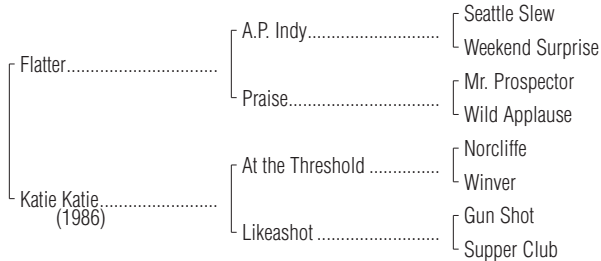 Seattle Slew
A.P. Indy..............................
Weekend Surprise
Flatter...................................
Mr. Prospector
Praise...................................
Wild Applause
Norcliffe
At the Threshold ................
Winver
Katie Katie...........................
(1986)
Gun Shot
Likeashot ............................
Supper Club